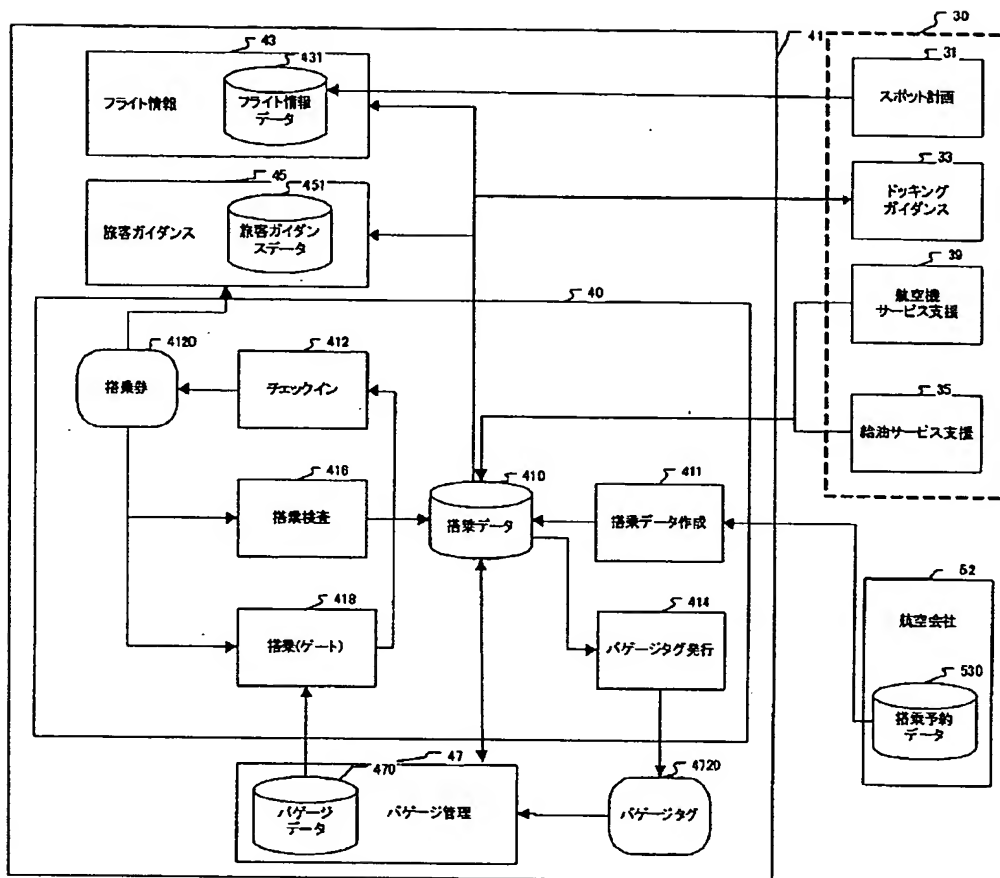 43
431
フライト情報
フライト情報
データ
41
30
31
スポット計画
45
451
旅客ガイダンス
旅客ガイダン
スデータ
33
ドッキング
ガイダンス
39
航空機
サービス支援
35
給油サービス支援
40
4120
搭乗券
412
チェックイン
416
搭乗検査
410
搭乗データ
411
搭乗データ作成
418
搭乗(ゲート)
414
バゲージタグ発行
52
航空会社
530
搭乗予約
データ
47
470
バゲージ
データ
バゲージ管理
4720
バゲージタグ